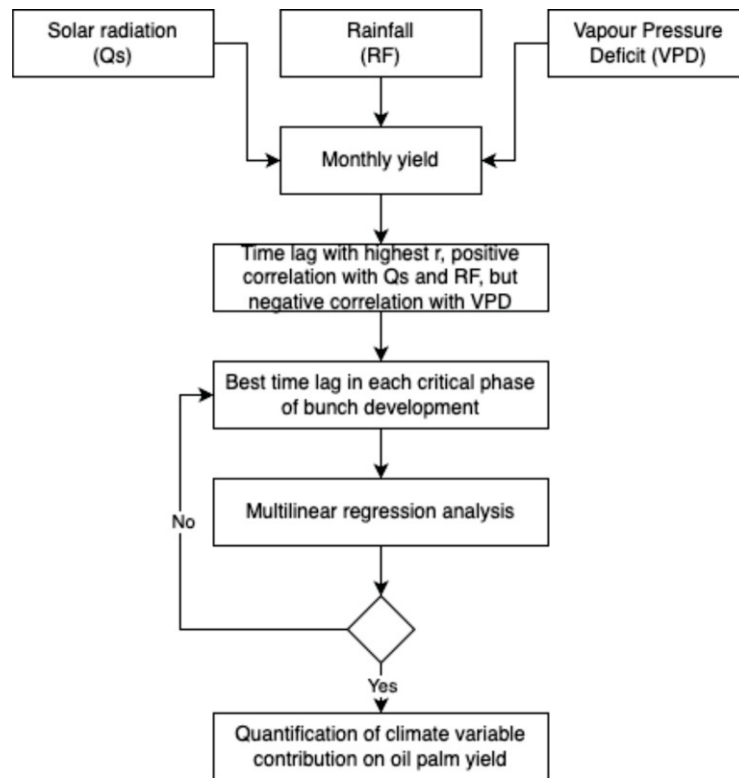 Solar radiation
(Qs)
Rainfall
(RF)
Vapour Pressure
Deficit (VPD)
Monthly yield
Time lag with highest r, positive
correlation with Qs and RF, but
negative correlation with VPD
Best time lag in each critical phase
of bunch development
Multilinear regression analysis
No
Yes
Quantification of climate variable
contribution on oil palm yield